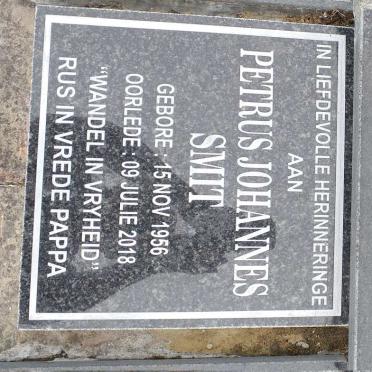 IN LIEFDEVOLLE HERINNERINGE
AAN
PETRUS JOHANNES
SMIT
GEBORE : 15 NOV 1956
OORLEDE : 09 JULIE 2018
"WANDEL IN VRYHEID"
RUS IN VREDE PAPPA